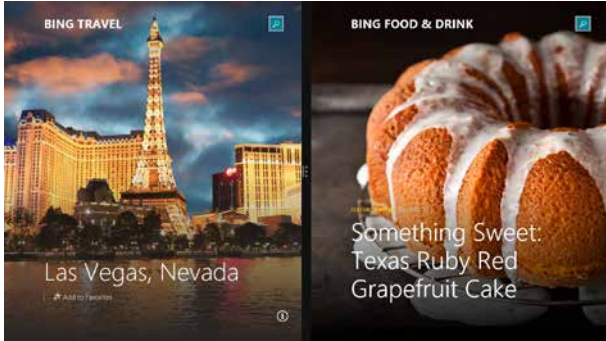 BING TRAVEL
Las Vegas, Nevada
Add to Favorites
BING FOOD & DRINK
Something Sweet:
Texas Ruby Red
Grapefruit Cake